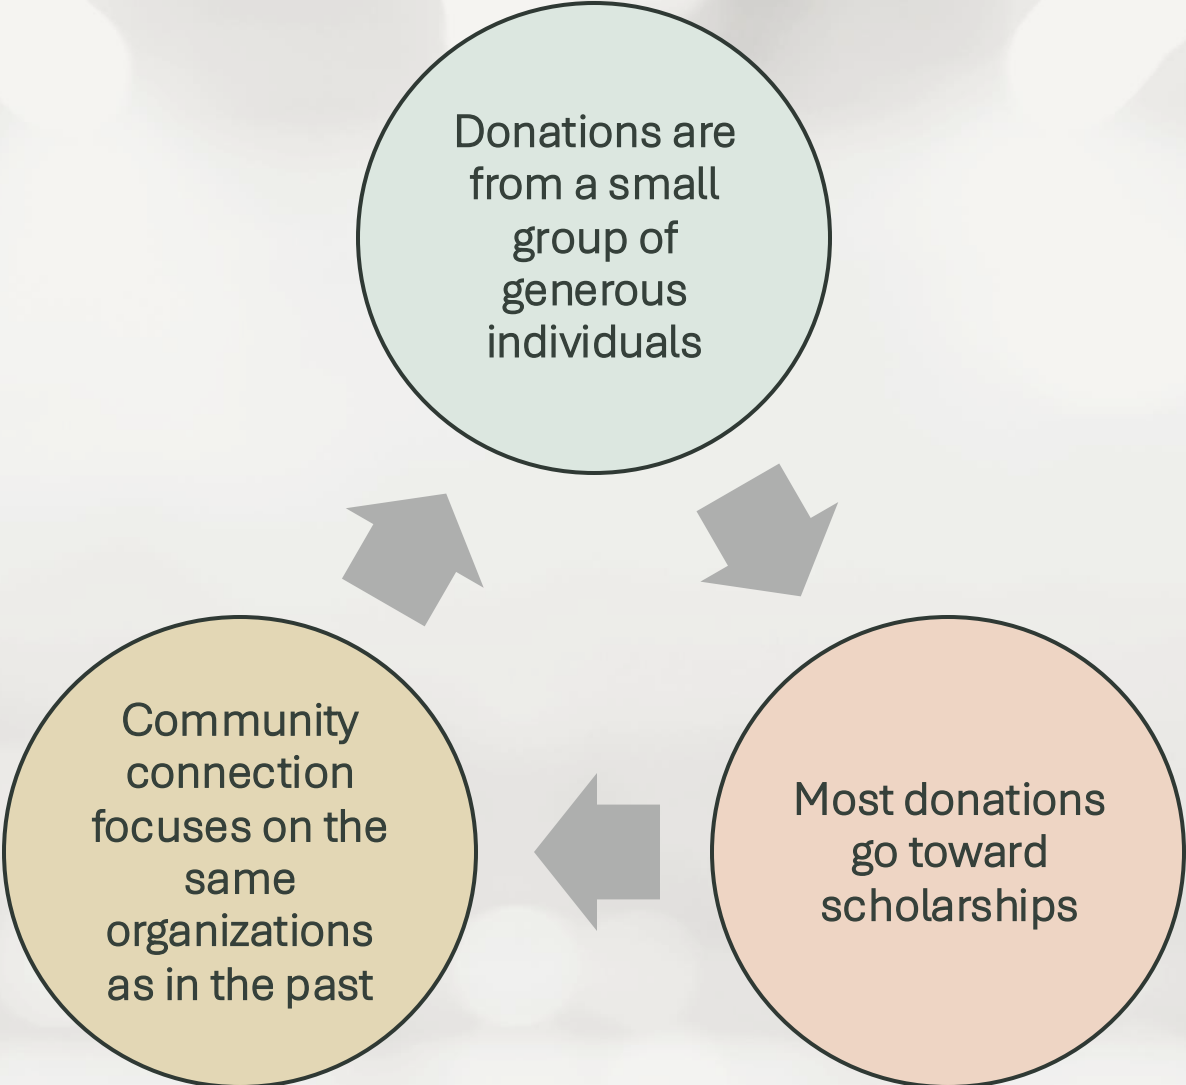 Donations are
from a small
group of
generous
individuals
Most donations
go toward
scholarships
Community
connection
focuses on the
same
organizations
as in the past